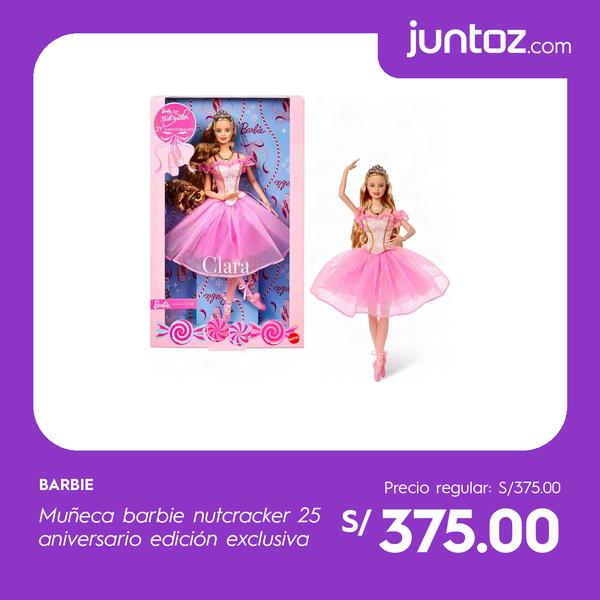 juntoz.com
Barbie
Nutcracker
25th ANNIVERSARY
Barbie
Clara
Barbie
BARBIE
Precio regular: S/375.00
Muñeca barbie nutcracker 25
aniversario edición exclusiva
S/ 375.00